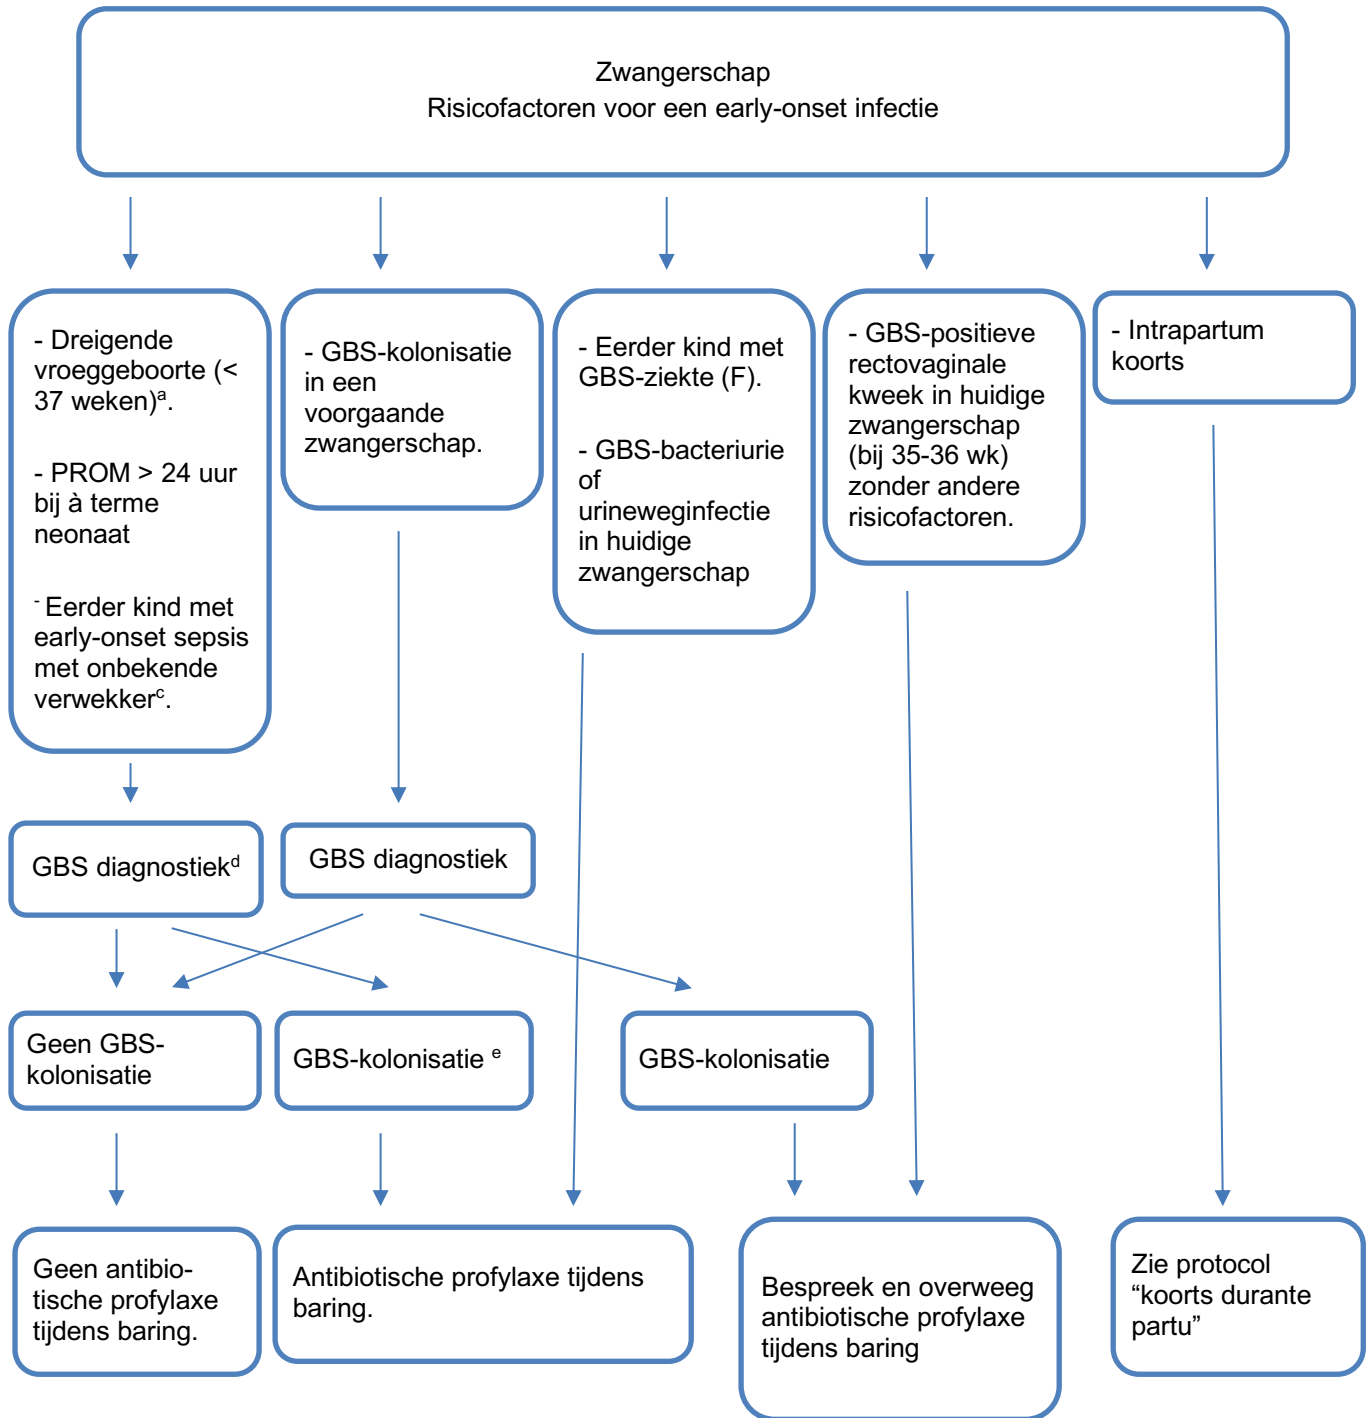 Zwangerschap
Risicofactoren voor een early-onset infectie
- Dreigende
vroeggeboorte (<
37 weken)ᵃ.
- PROM > 24 uur
bij à terme
neonaat
- Eerder kind met
early-onset sepsis
met onbekende
verwekkerᶜ.
- GBS-kolonisatie
in een
voorgaande
zwangerschap.
- Eerder kind met
GBS-ziekte (F).
- GBS-bacteriurie
of
urineweginfectie
in huidige
zwangerschap
- GBS-positieve
rectovaginale
kweek in huidige
zwangerschap
(bij 35-36 wk)
zonder andere
risicofactoren.
- Intrapartum
koorts
GBS diagnostiekᵈ
GBS diagnostiek
Geen GBS-
kolonisatie
GBS-kolonisatie ᵉ
GBS-kolonisatie
Geen antibio-
tische profylaxe
tijdens baring.
Antibiotische profylaxe tijdens
baring.
Bespreek en overweeg
antibiotische profylaxe
tijdens baring
Zie protocol
“koorts durante
partu”